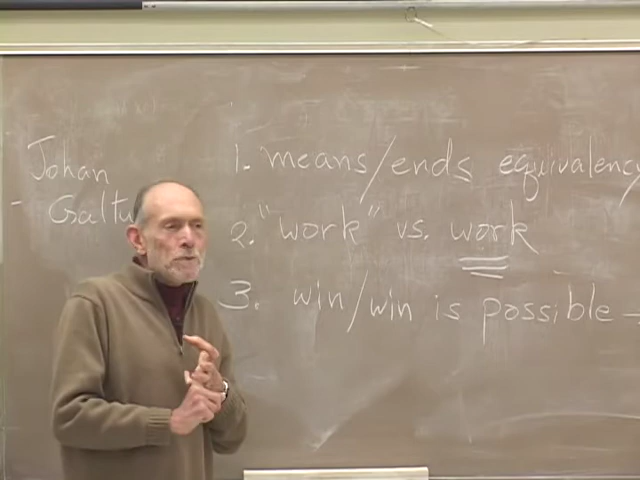 Johan
- Galtu
1. means/ends equivalency
2. "work" vs. work
3. win/win is possible –